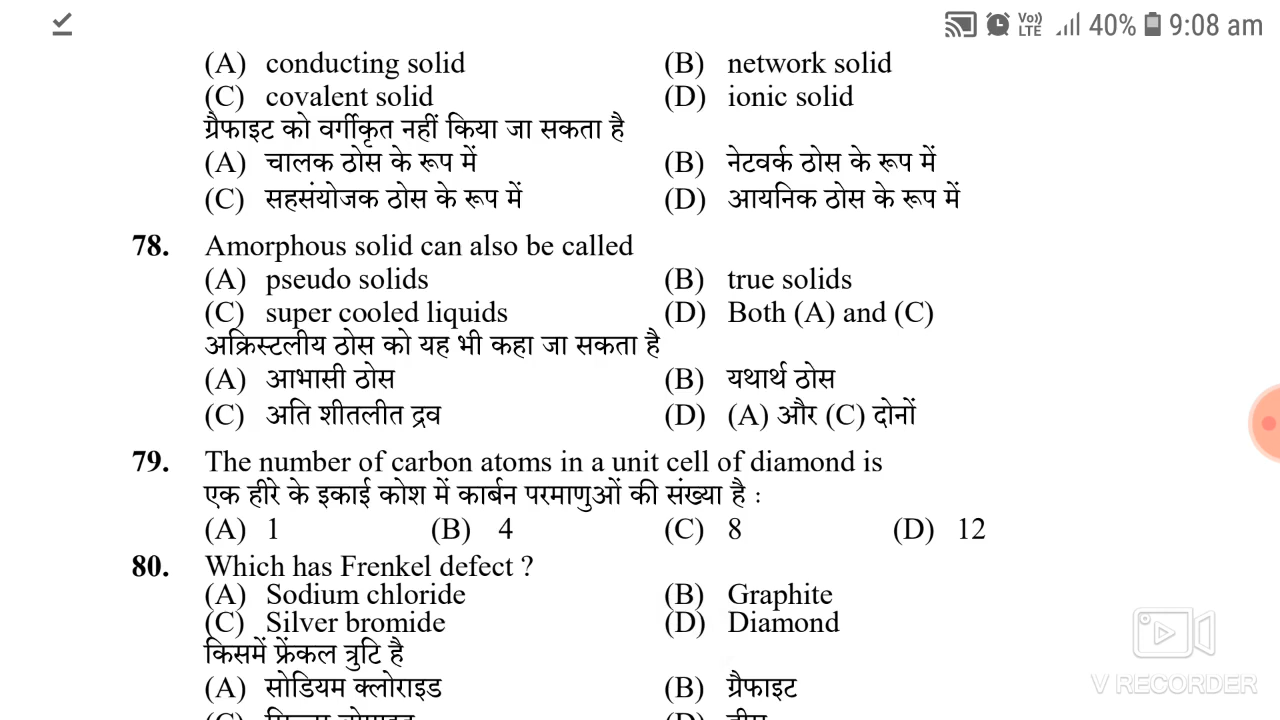 40% 9:08 am
(A) conducting solid (B) network solid
(C) covalent solid (D) ionic solid
ग्रैफाइट को वर्गीकृत नहीं किया जा सकता है
(A) चालक ठोस के रूप में (B) नेटवर्क ठोस के रूप में
(C) सहसंयोजक ठोस के रूप में (D) आयनिक ठोस के रूप में
78. Amorphous solid can also be called
(A) pseudo solids (B) true solids
(C) super cooled liquids (D) Both (A) and (C)
अक्रिस्टलीय ठोस को यह भी कहा जा सकता है
(A) आभासी ठोस (B) यथार्थ ठोस
(C) अति शीतलीत द्रव (D) (A) और (C) दोनों
79. The number of carbon atoms in a unit cell of diamond is
एक हीरे के इकाई कोश में कार्बन परमाणुओं की संख्या है :
(A) 1 (B) 4 (C) 8 (D) 12
80. Which has Frenkel defect ?
(A) Sodium chloride (B) Graphite
(C) Silver bromide (D) Diamond
किसमें फ्रेंकल त्रुटि है
(A) सोडियम क्लोराइड (B) ग्रैफाइट
V RECORDER